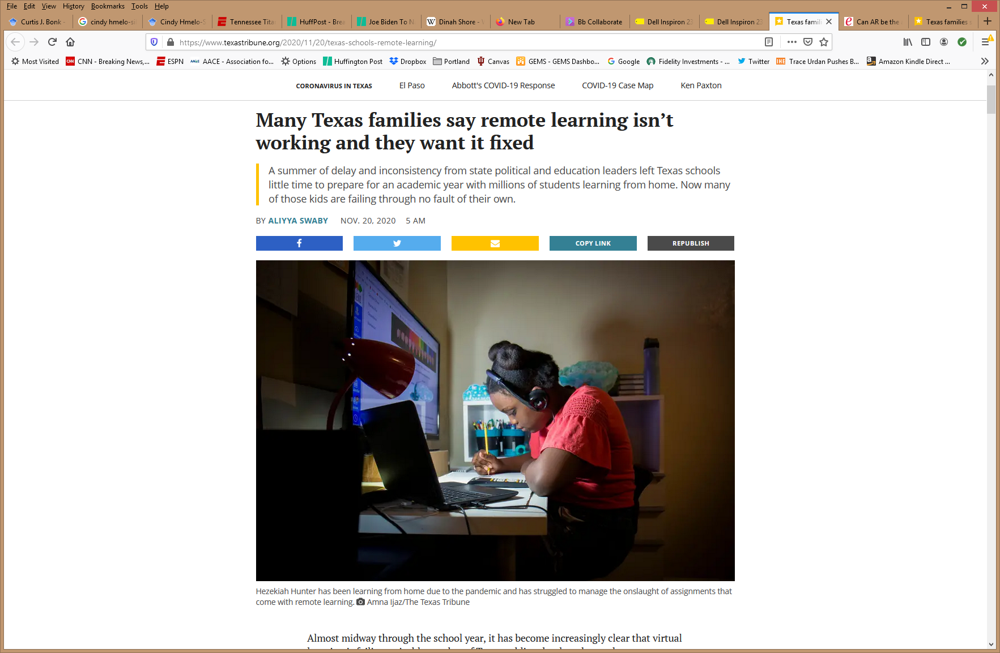 File Edit View History Bookmarks Tools Help
Curtis J. Bonk -
cindy hmelo-si
Cindy Hmelo-S
Tennessee Tita
HuffPost - Brea
Joe Biden To N
Dinah Shore -
New Tab
Bb Collaborate
Dell Inspiron 23
Dell Inspiron 23
Texas famili
Can AR be the
Texas families s
https://www.texastribune.org/2020/11/20/texas-schools-remote-learning/
Most Visited CNN - Breaking News,... ESPN AACE - Association fo... Options Huffington Post Dropbox Portland Canvas GEMS - GEMS Dashbo... Google Fidelity Investments - ... Twitter Trace Urdan Pushes B... Amazon Kindle Direct ...
CORONAVIRUS IN TEXAS El Paso Abbott's COVID-19 Response COVID-19 Case Map Ken Paxton
Many Texas families say remote learning isn’t
working and they want it fixed
A summer of delay and inconsistency from state political and education leaders left Texas schools
little time to prepare for an academic year with millions of students learning from home. Now many
of those kids are failing through no fault of their own.
BY ALIYYA SWABY NOV. 20, 2020 5 AM
COPY LINK REPUBLISH
Hezekiah Hunter has been learning from home due to the pandemic and has struggled to manage the onslaught of assignments that
come with remote learning. Amna Ijaz/The Texas Tribune
Almost midway through the school year, it has become increasingly clear that virtual